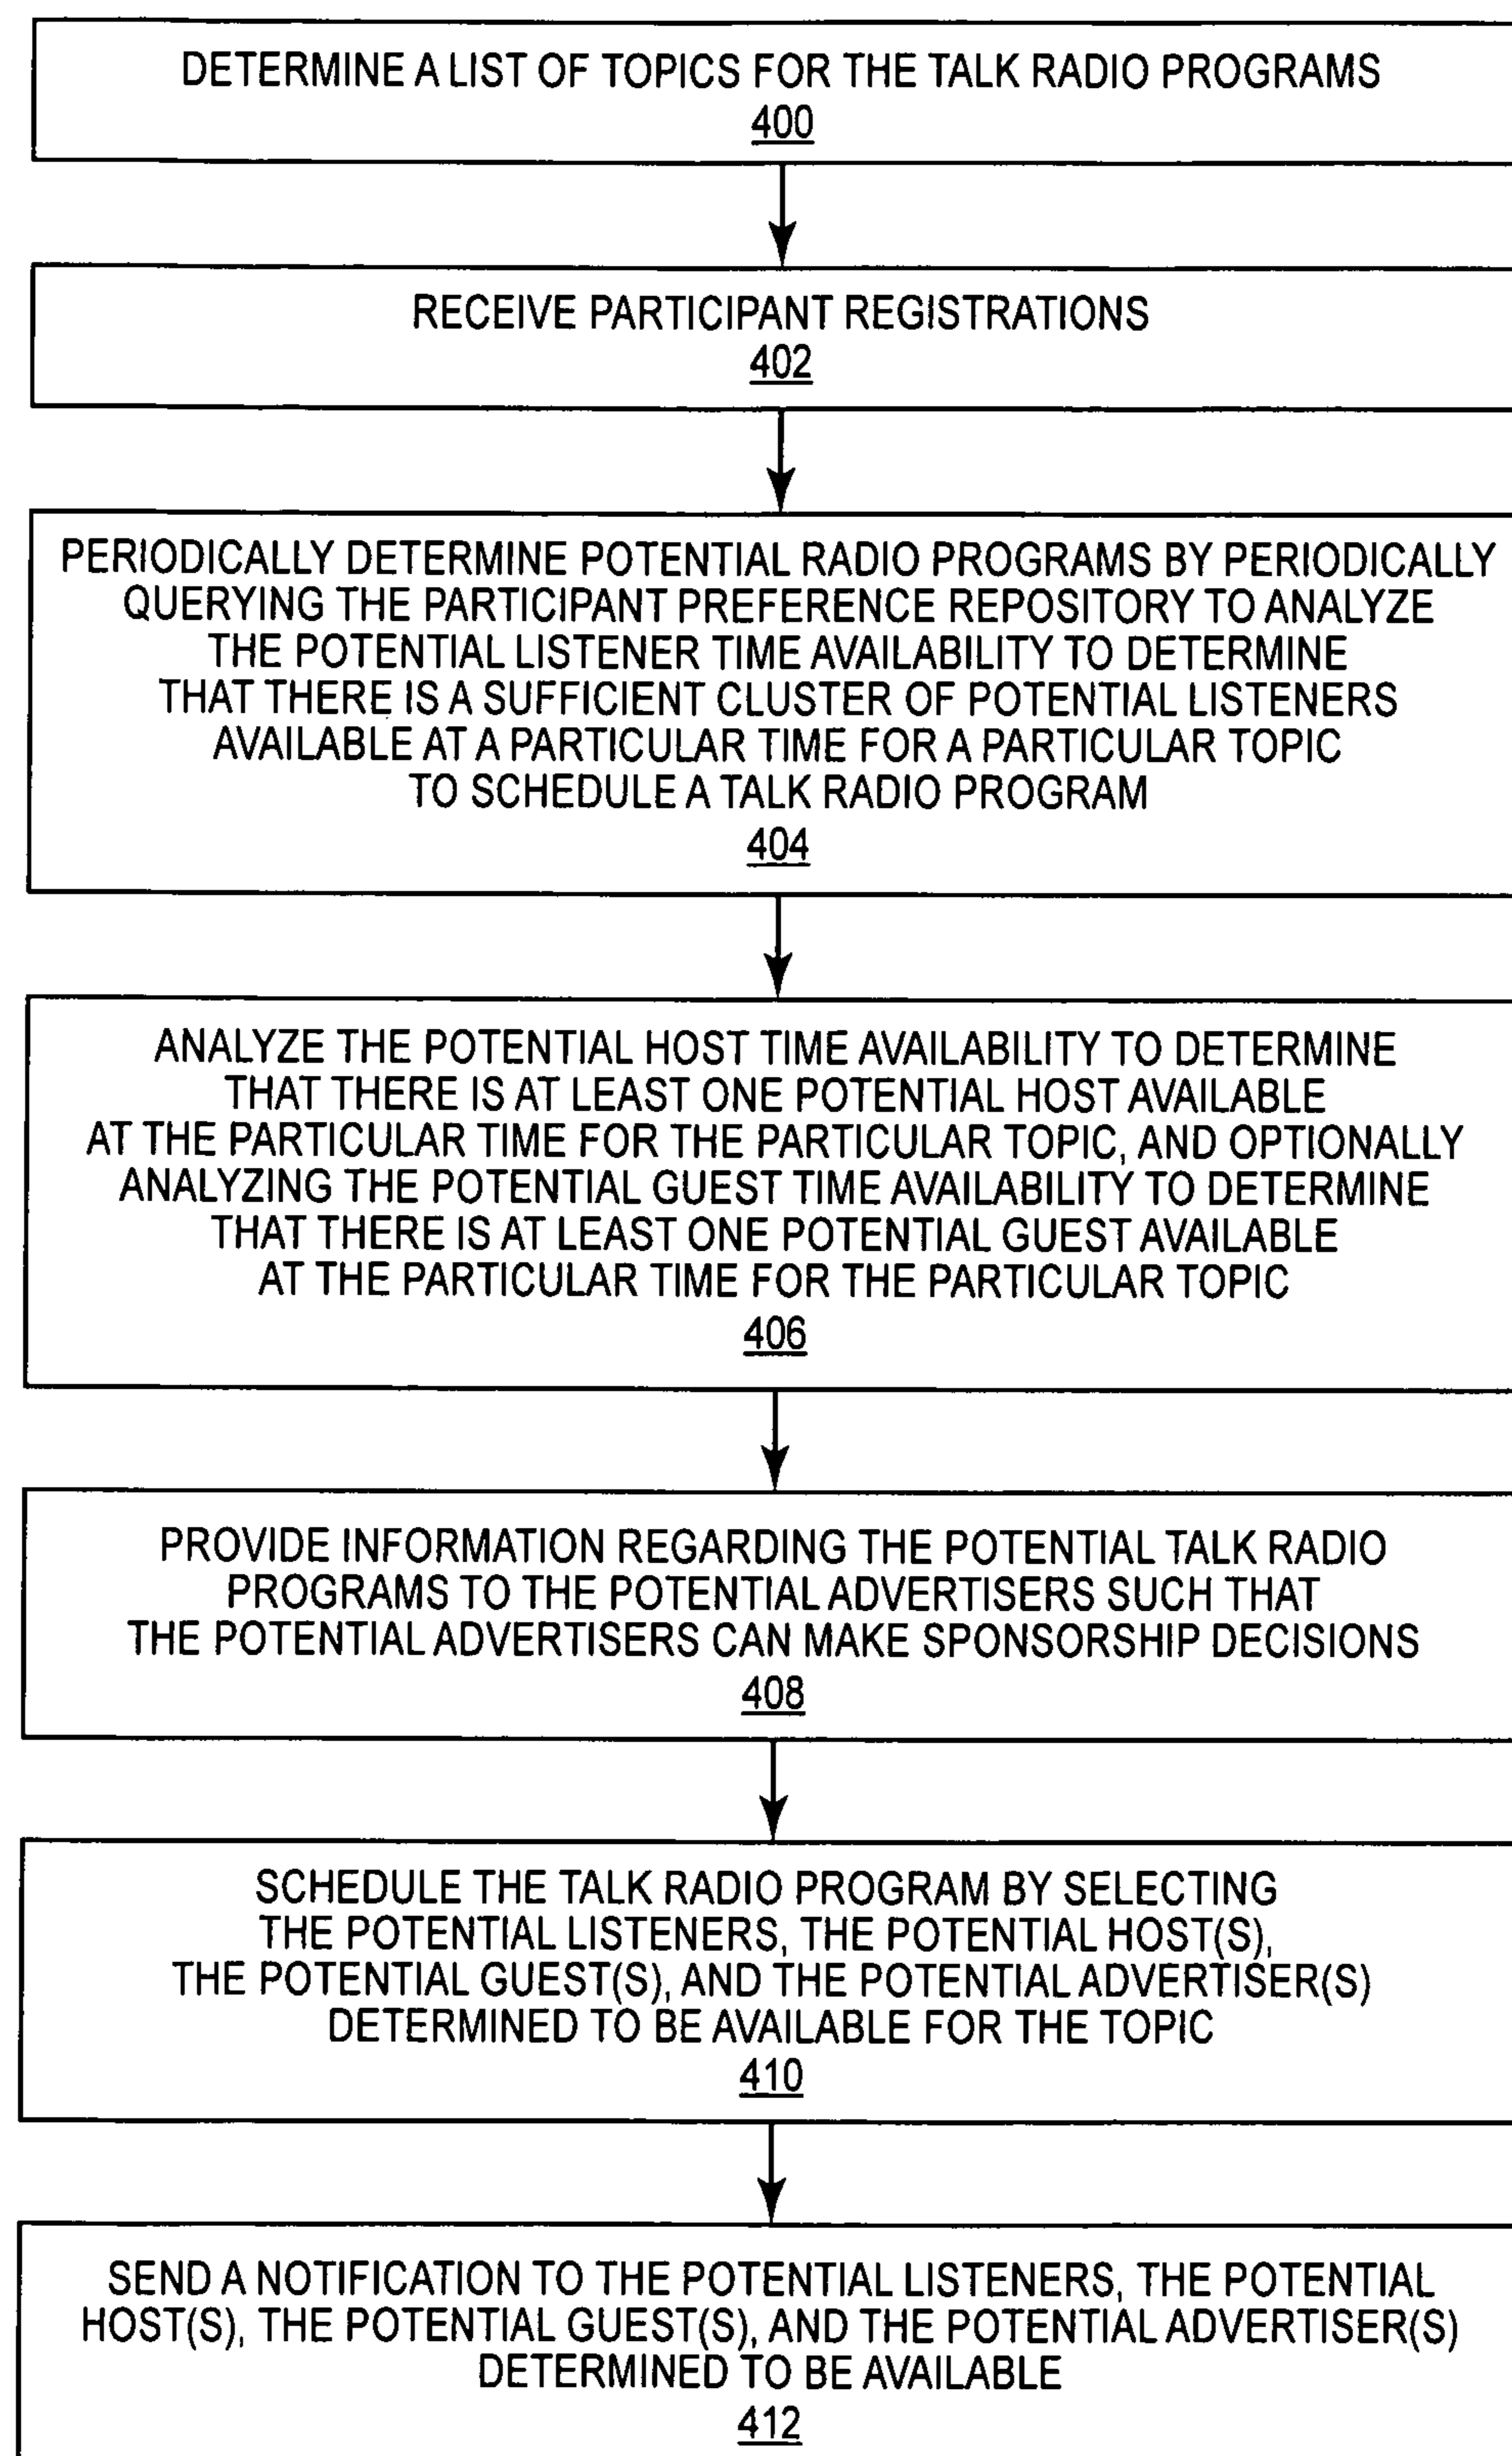 DETERMINE A LIST OF TOPICS FOR THE TALK RADIO PROGRAMS
400
RECEIVE PARTICIPANT REGISTRATIONS
402
PERIODICALLY DETERMINE POTENTIAL RADIO PROGRAMS BY PERIODICALLY
QUERYING THE PARTICIPANT PREFERENCE REPOSITORY TO ANALYZE
THE POTENTIAL LISTENER TIME AVAILABILITY TO DETERMINE
THAT THERE IS A SUFFICIENT CLUSTER OF POTENTIAL LISTENERS
AVAILABLE AT A PARTICULAR TIME FOR A PARTICULAR TOPIC
TO SCHEDULE A TALK RADIO PROGRAM
404
ANALYZE THE POTENTIAL HOST TIME AVAILABILITY TO DETERMINE
THAT THERE IS AT LEAST ONE POTENTIAL HOST AVAILABLE
AT THE PARTICULAR TIME FOR THE PARTICULAR TOPIC, AND OPTIONALLY
ANALYZING THE POTENTIAL GUEST TIME AVAILABILITY TO DETERMINE
THAT THERE IS AT LEAST ONE POTENTIAL GUEST AVAILABLE
AT THE PARTICULAR TIME FOR THE PARTICULAR TOPIC
406
PROVIDE INFORMATION REGARDING THE POTENTIAL TALK RADIO
PROGRAMS TO THE POTENTIAL ADVERTISERS SUCH THAT
THE POTENTIAL ADVERTISERS CAN MAKE SPONSORSHIP DECISIONS
408
SCHEDULE THE TALK RADIO PROGRAM BY SELECTING
THE POTENTIAL LISTENERS, THE POTENTIAL HOST(S),
THE POTENTIAL GUEST(S), AND THE POTENTIAL ADVERTISER(S)
DETERMINED TO BE AVAILABLE FOR THE TOPIC
410
SEND A NOTIFICATION TO THE POTENTIAL LISTENERS, THE POTENTIAL
HOST(S), THE POTENTIAL GUEST(S), AND THE POTENTIAL ADVERTISER(S)
DETERMINED TO BE AVAILABLE
412